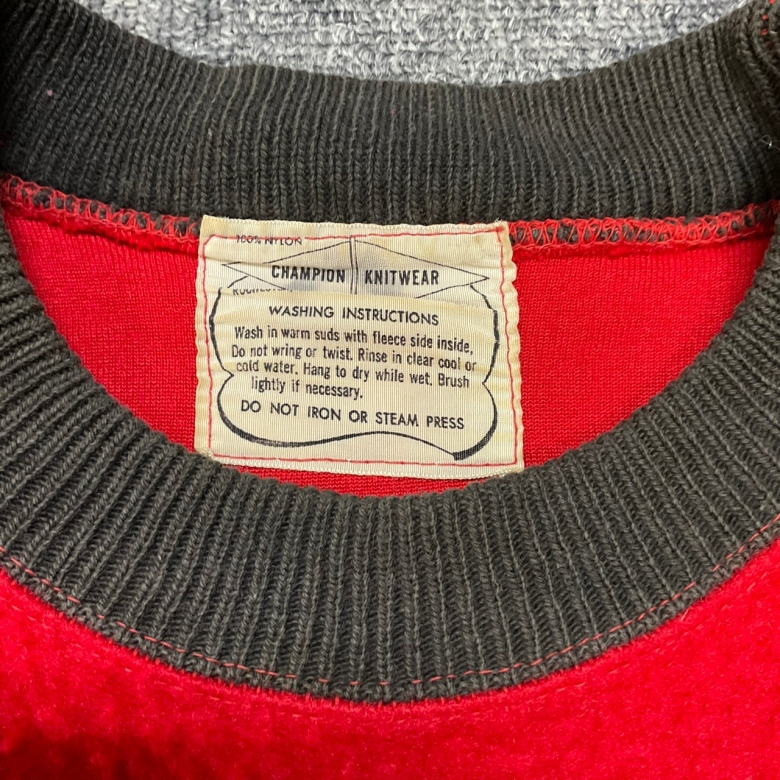 100% NYLON
CHAMPION KNITWEAR
WASHING INSTRUCTIONS
Wash in warm suds with fleece side inside,
Do not wring or twist. Rinse in clear cool or
cold water. Hang to dry while wet. Brush
lightly if necessary.
DO NOT IRON OR STEAM PRESS